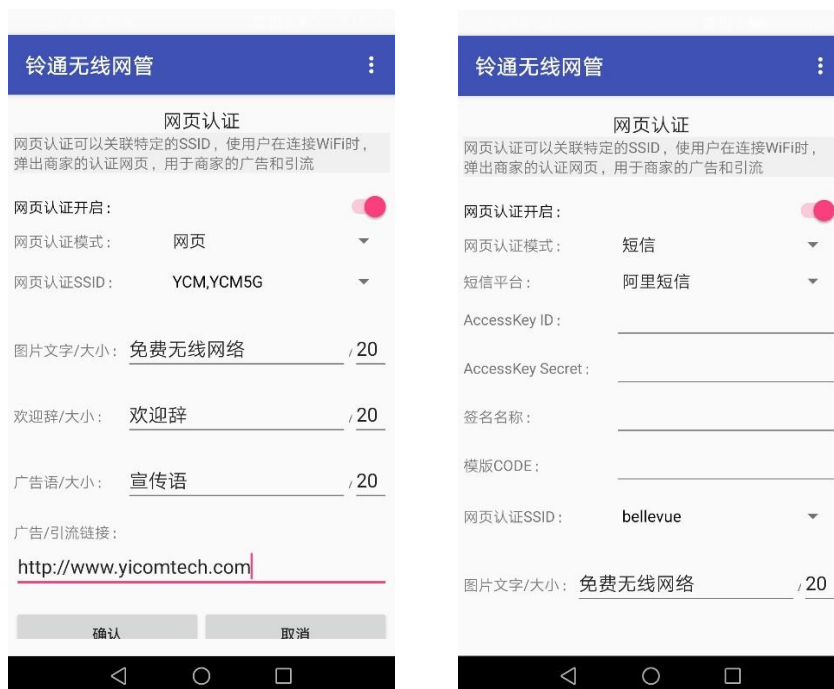 铃通无线网管
网页认证
网页认证可以关联特定的SSID，使用户在连接WiFi时，
弹出商家的认证网页，用于商家的广告和引流
网页认证开启：
网页认证模式： 网页
网页认证SSID： YCM,YCM5G
图片文字/大小： 免费无线网络 / 20
欢迎辞/大小： 欢迎辞 / 20
广告语/大小： 宣传语 / 20
广告/引流链接：
http://www.yicomtech.com
确认 取消
铃通无线网管
网页认证
网页认证可以关联特定的SSID，使用户在连接WiFi时，
弹出商家的认证网页，用于商家的广告和引流
网页认证开启：
网页认证模式： 短信
短信平台： 阿里短信
AccessKey ID：
AccessKey Secret：
签名名称：
模版CODE：
网页认证SSID： bellevue
图片文字/大小： 免费无线网络 / 20